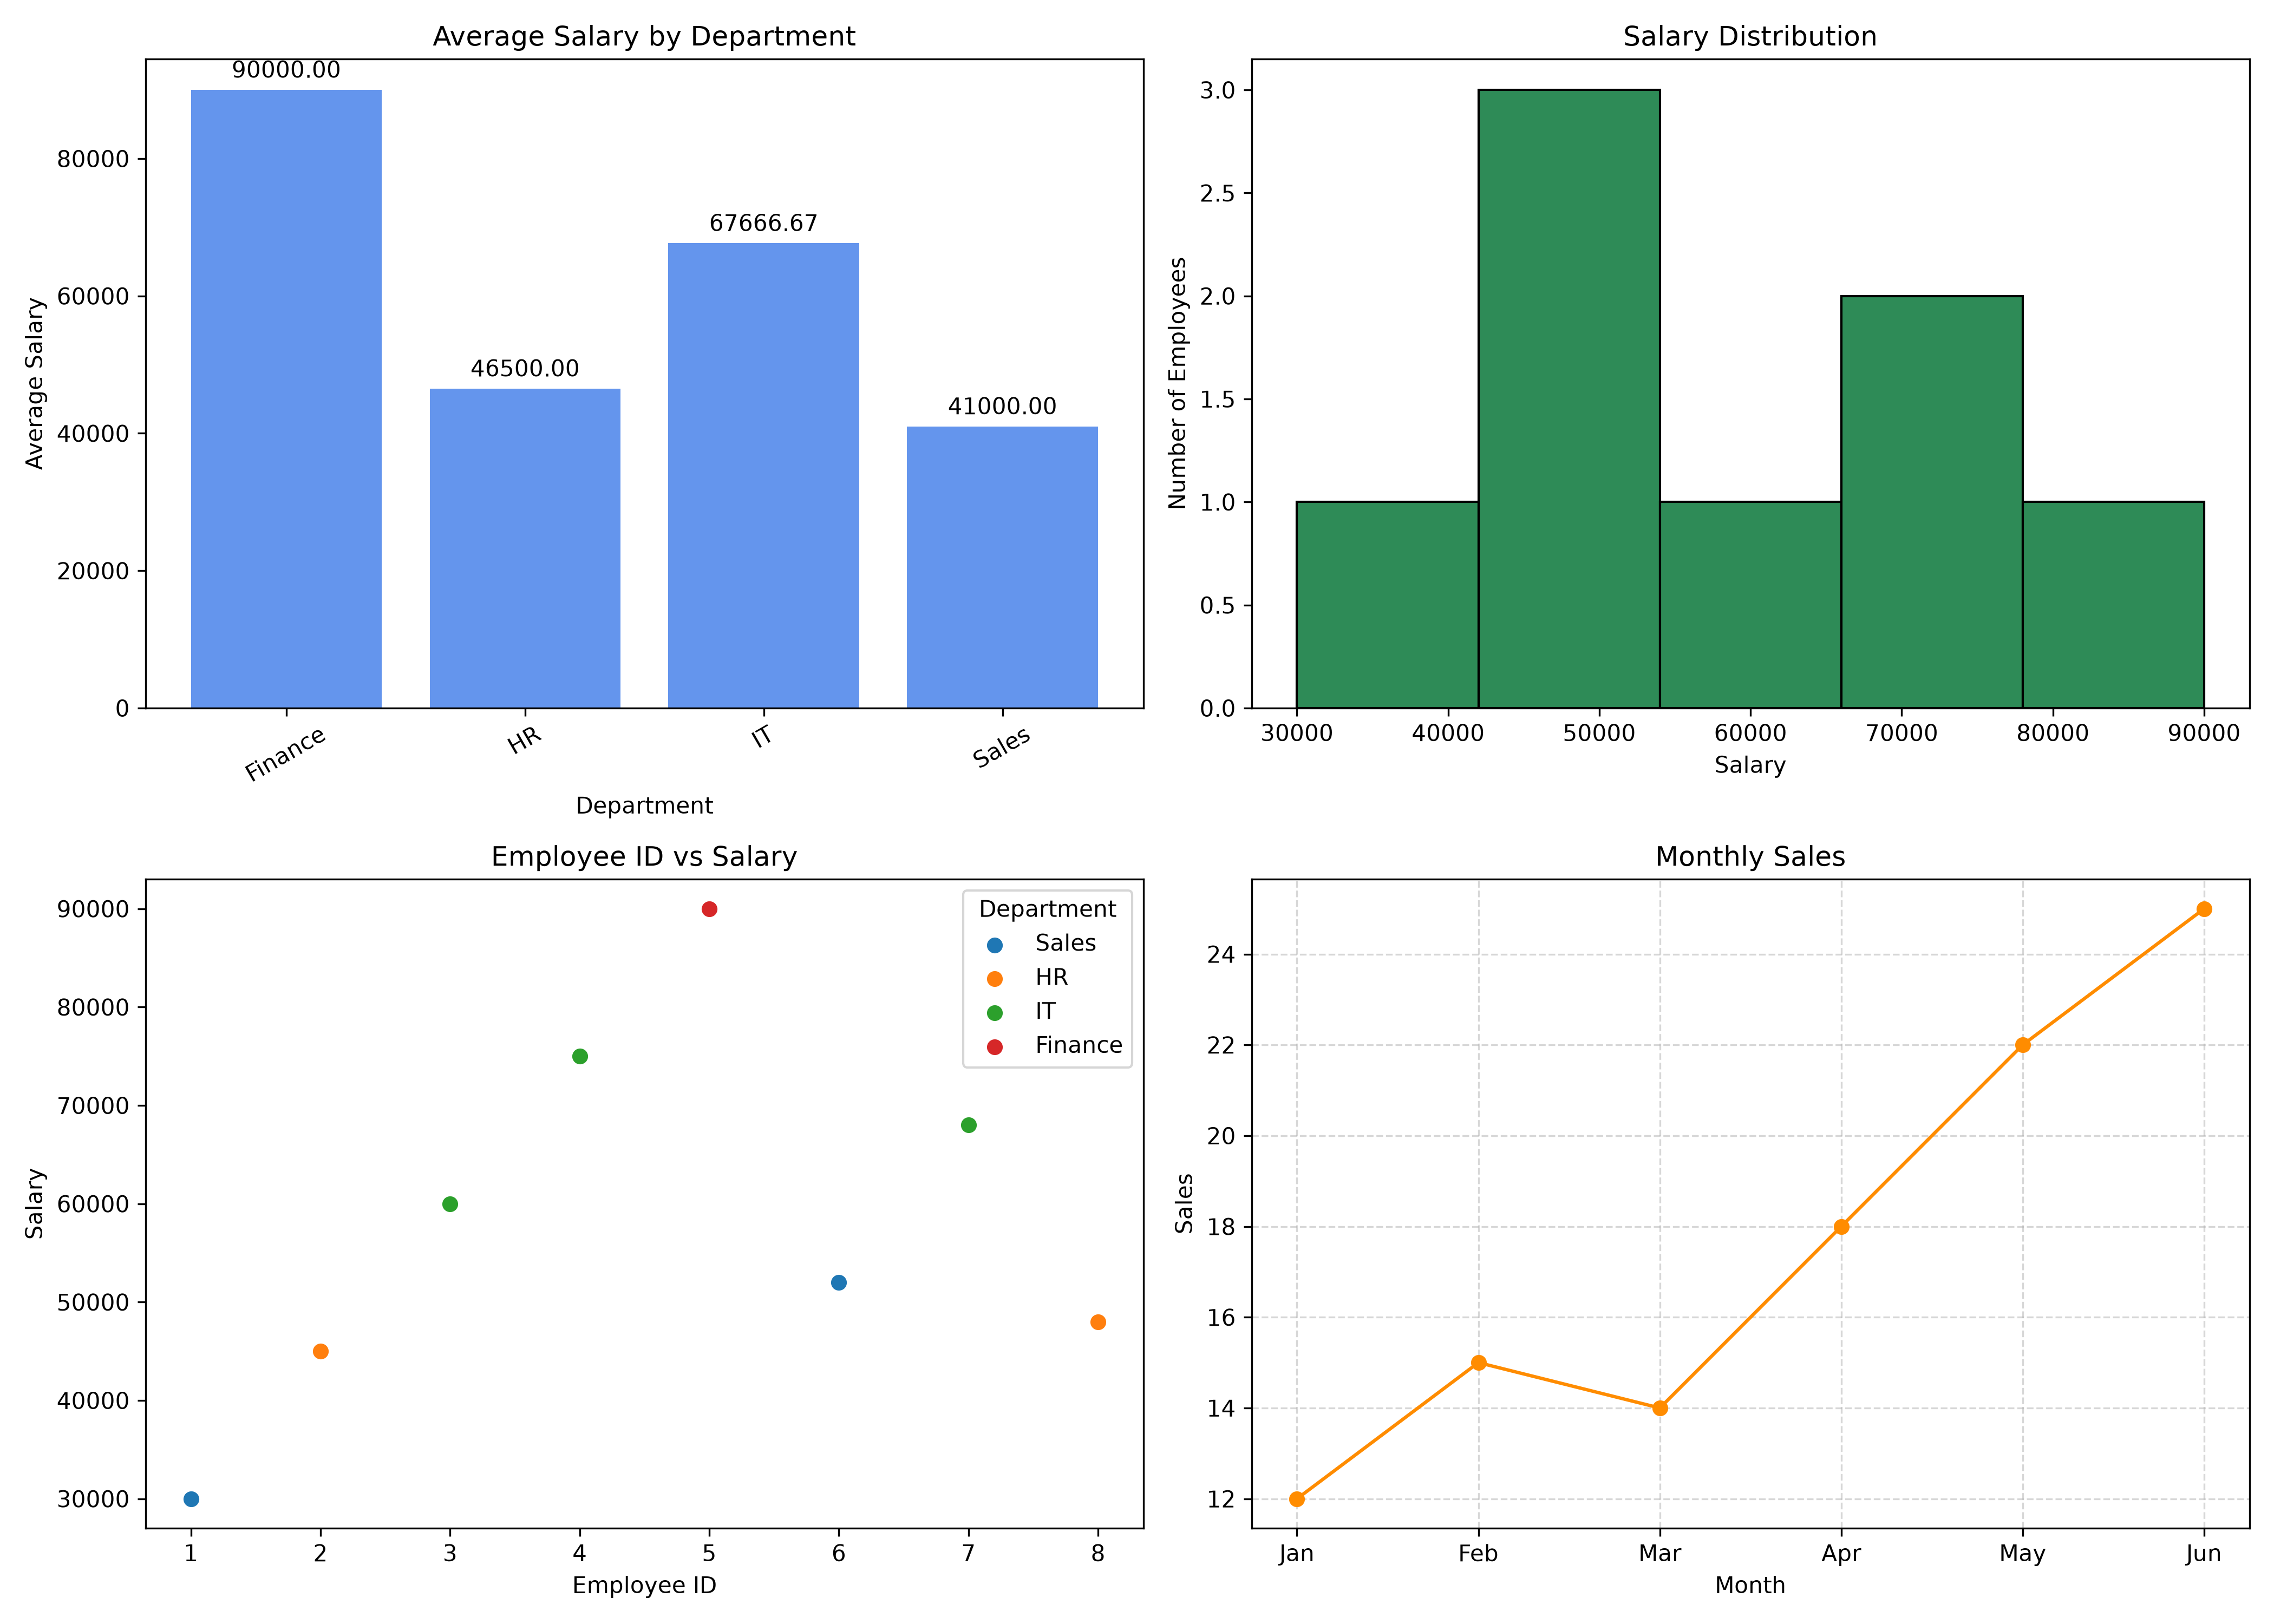 Average Salary by Department
90000.00
67666.67
46500.00
41000.00
80000
60000
40000
20000
0
Average Salary
Finance
HR
IT
Sales
Department
Salary Distribution
3.0
2.5
2.0
1.5
1.0
0.5
0.0
Number of Employees
30000 40000 50000 60000 70000 80000 90000
Salary
Employee ID vs Salary
90000
80000
70000
60000
50000
40000
30000
Salary
Department
Sales
HR
IT
Finance
1 2 3 4 5 6 7 8
Employee ID
Monthly Sales
24
22
20
18
16
14
12
Sales
Jan Feb Mar Apr May Jun
Month